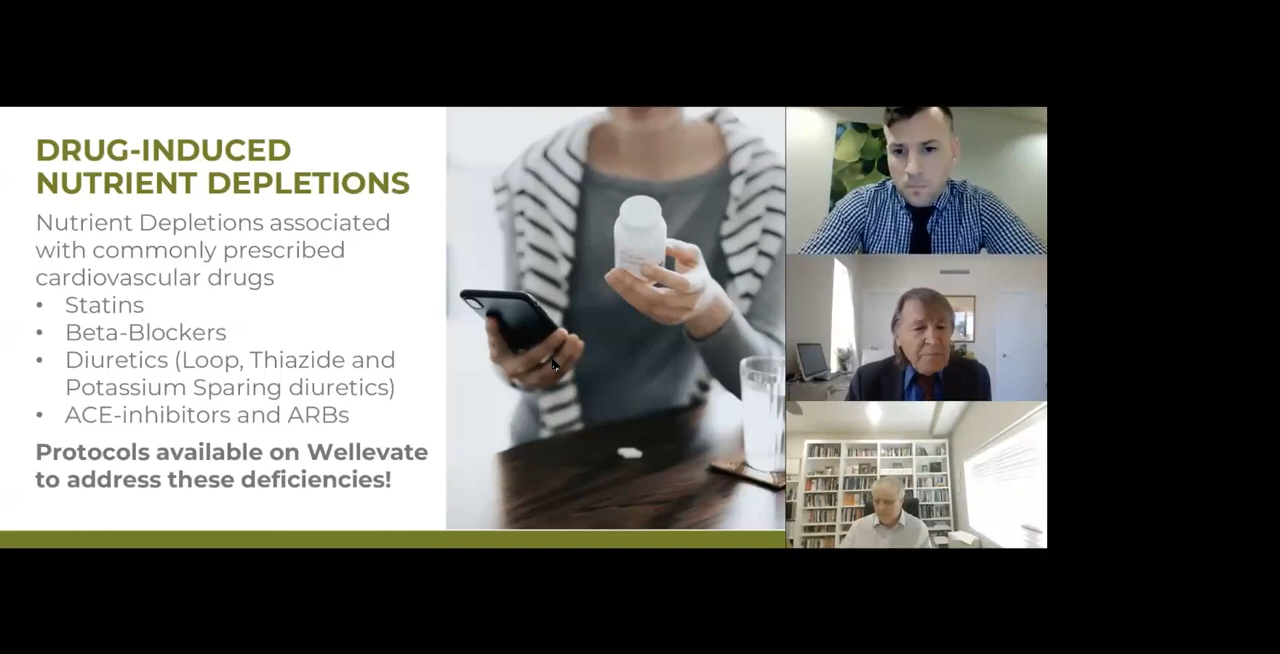 DRUG-INDUCED
NUTRIENT DEPLETIONS
Nutrient Depletions associated
with commonly prescribed
cardiovascular drugs
• Statins
• Beta-Blockers
• Diuretics (Loop, Thiazide and
Potassium Sparing diuretics)
• ACE-inhibitors and ARBs
Protocols available on Wellevate
to address these deficiencies!